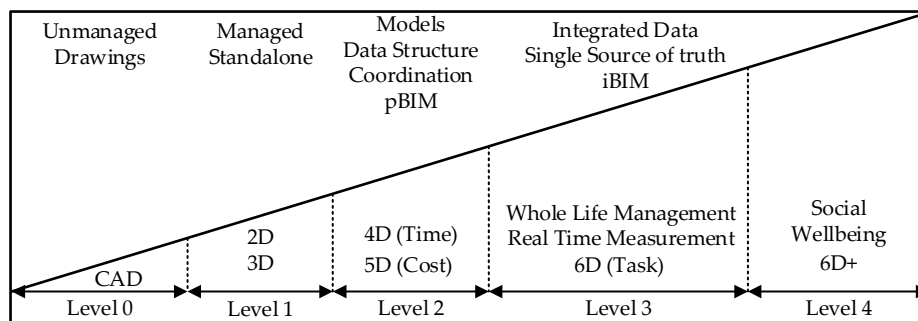 Unmanaged
Drawings
Managed
Standalone
Models
Data Structure
Coordination
pBIM
Integrated Data
Single Source of truth
iBIM
CAD
2D
3D
4D (Time)
5D (Cost)
Whole Life Management
Real Time Measurement
6D (Task)
Social
Wellbeing
6D+
Level 0
Level 1
Level 2
Level 3
Level 4